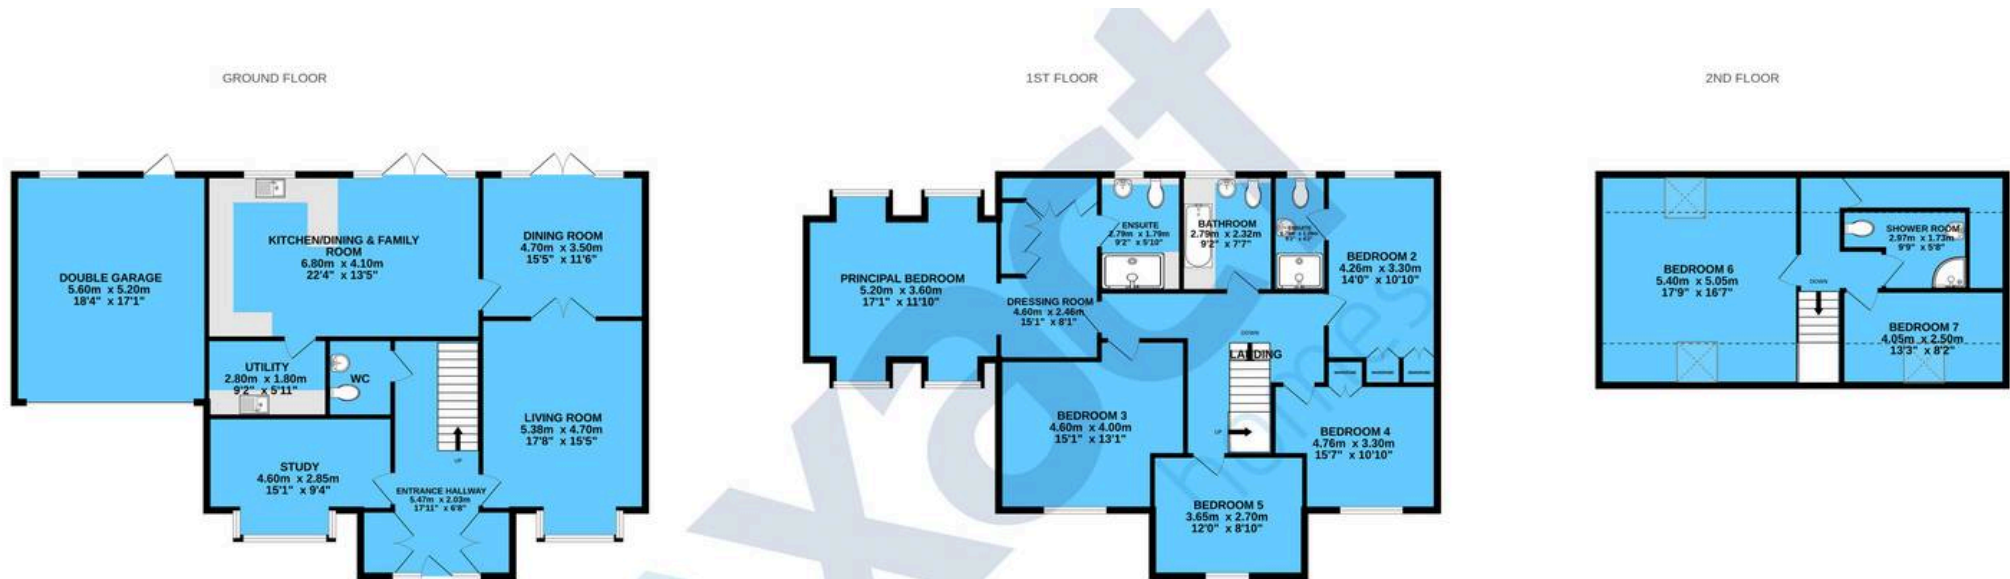 GROUND FLOOR
DOUBLE GARAGE
5.60m x 5.20m
18'4" x 17'1"
KITCHEN/DINING & FAMILY
ROOM
6.80m x 4.10m
22'4" x 13'5"
DINING ROOM
4.70m x 3.50m
15'5" x 11'6"
UTILITY
2.80m x 1.80m
9'2" x 5'11"
WC
LIVING ROOM
5.38m x 4.70m
17'8" x 15'5"
STUDY
4.60m x 2.85m
15'1" x 9'4"
UP
ENTRANCE HALLWAY
5.47m x 2.03m
17'11" x 6'8"
1ST FLOOR
PRINCIPAL BEDROOM
5.20m x 3.60m
17'1" x 11'10"
DRESSING ROOM
4.60m x 2.46m
15'1" x 8'1"
ENSUITE
2.79m x 1.79m
9'2" x 5'10"
BATHROOM
2.79m x 2.32m
9'2" x 7'7"
ENSUITE
BEDROOM 2
4.26m x 3.30m
14'0" x 10'10"
DOWN
LANDING
UP
WARDROBE
WARDROBE
WARDROBE
BEDROOM 3
4.60m x 4.00m
15'1" x 13'1"
BEDROOM 4
4.76m x 3.30m
15'7" x 10'10"
BEDROOM 5
3.65m x 2.70m
12'0" x 8'10"
2ND FLOOR
BEDROOM 6
5.40m x 5.05m
17'9" x 16'7"
SHOWER ROOM
2.97m x 1.73m
9'9" x 5'8"
DOWN
BEDROOM 7
4.05m x 2.50m
13'3" x 8'2"
xact
homes